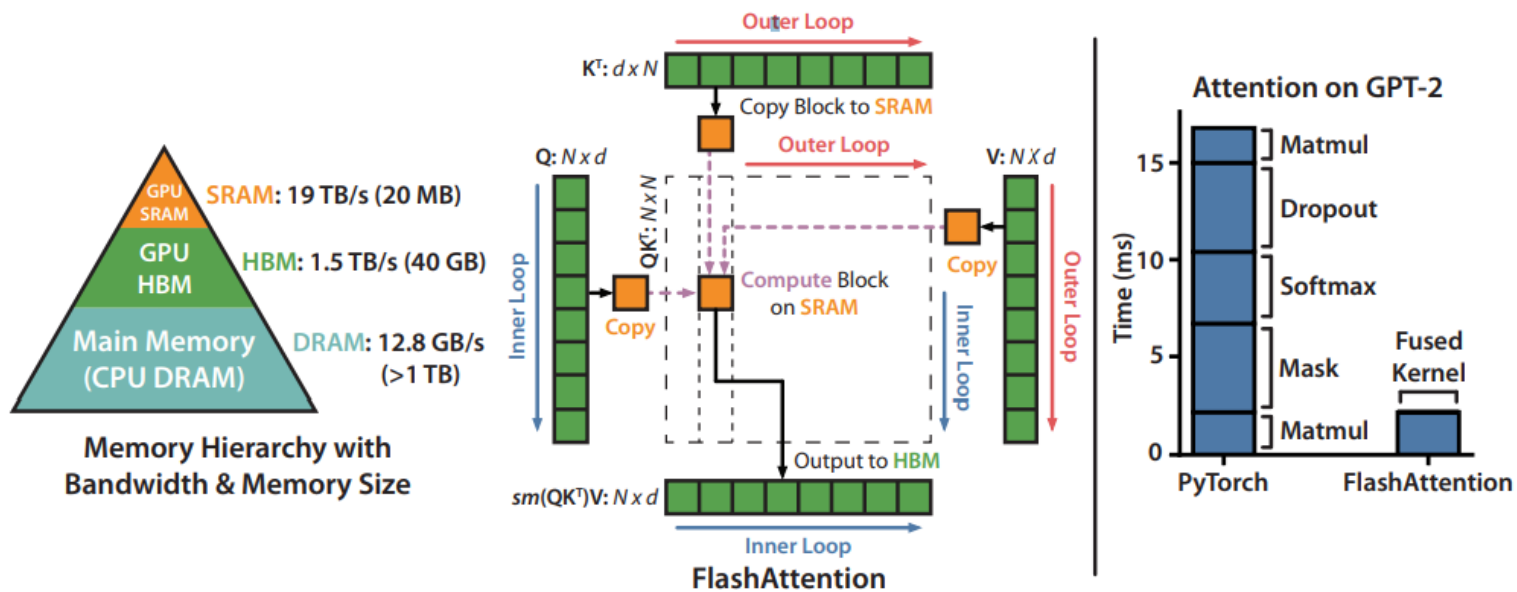 GPU
SRAM
SRAM: 19 TB/s (20 MB)
GPU
HBM
HBM: 1.5 TB/s (40 GB)
Main Memory
(CPU DRAM)
DRAM: 12.8 GB/s
(>1 TB)
Memory Hierarchy with
Bandwidth & Memory Size
Outer Loop
Kᵀ: d x N
Copy Block to SRAM
Outer Loop
Q: N x d
V: N X d
QKᵀ: N x N
Inner Loop
Copy
Compute Block
on SRAM
Copy
Inner Loop
Outer Loop
Output to HBM
sm(QKᵀ)V: N x d
Inner Loop
FlashAttention
Attention on GPT-2
Time (ms)
15
10
5
0
Matmul
Dropout
Softmax
Mask
Matmul
Fused
Kernel
PyTorch
FlashAttention